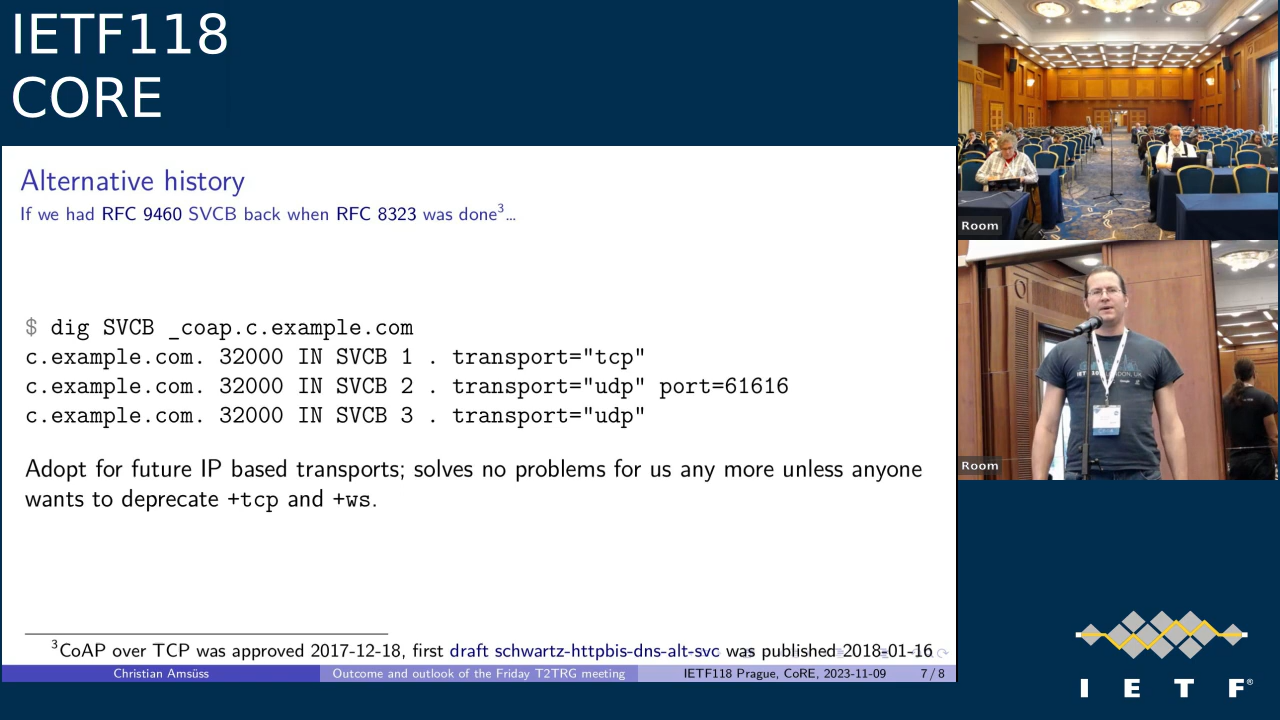 IETF118
CORE
Alternative history
If we had RFC 9460 SVCB back when RFC 8323 was done3...
$ dig SVCB _coap.c.example.com
c.example.com. 32000 IN SVCB 1 . transport="tcp"
c.example.com. 32000 IN SVCB 2 . transport="udp" port=61616
c.example.com. 32000 IN SVCB 3 . transport="udp"
Adopt for future IP based transports; solves no problems for us any more unless anyone
wants to deprecate +tcp and +ws.
3CoAP over TCP was approved 2017-12-18, first draft schwartz-httpbis-dns-alt-svc was published 2018-01-16
Christian Amsüss Outcome and outlook of the Friday T2TRG meeting IETF118 Prague, CoRE, 2023-11-09 7 / 8
Room
Room
I E T F®